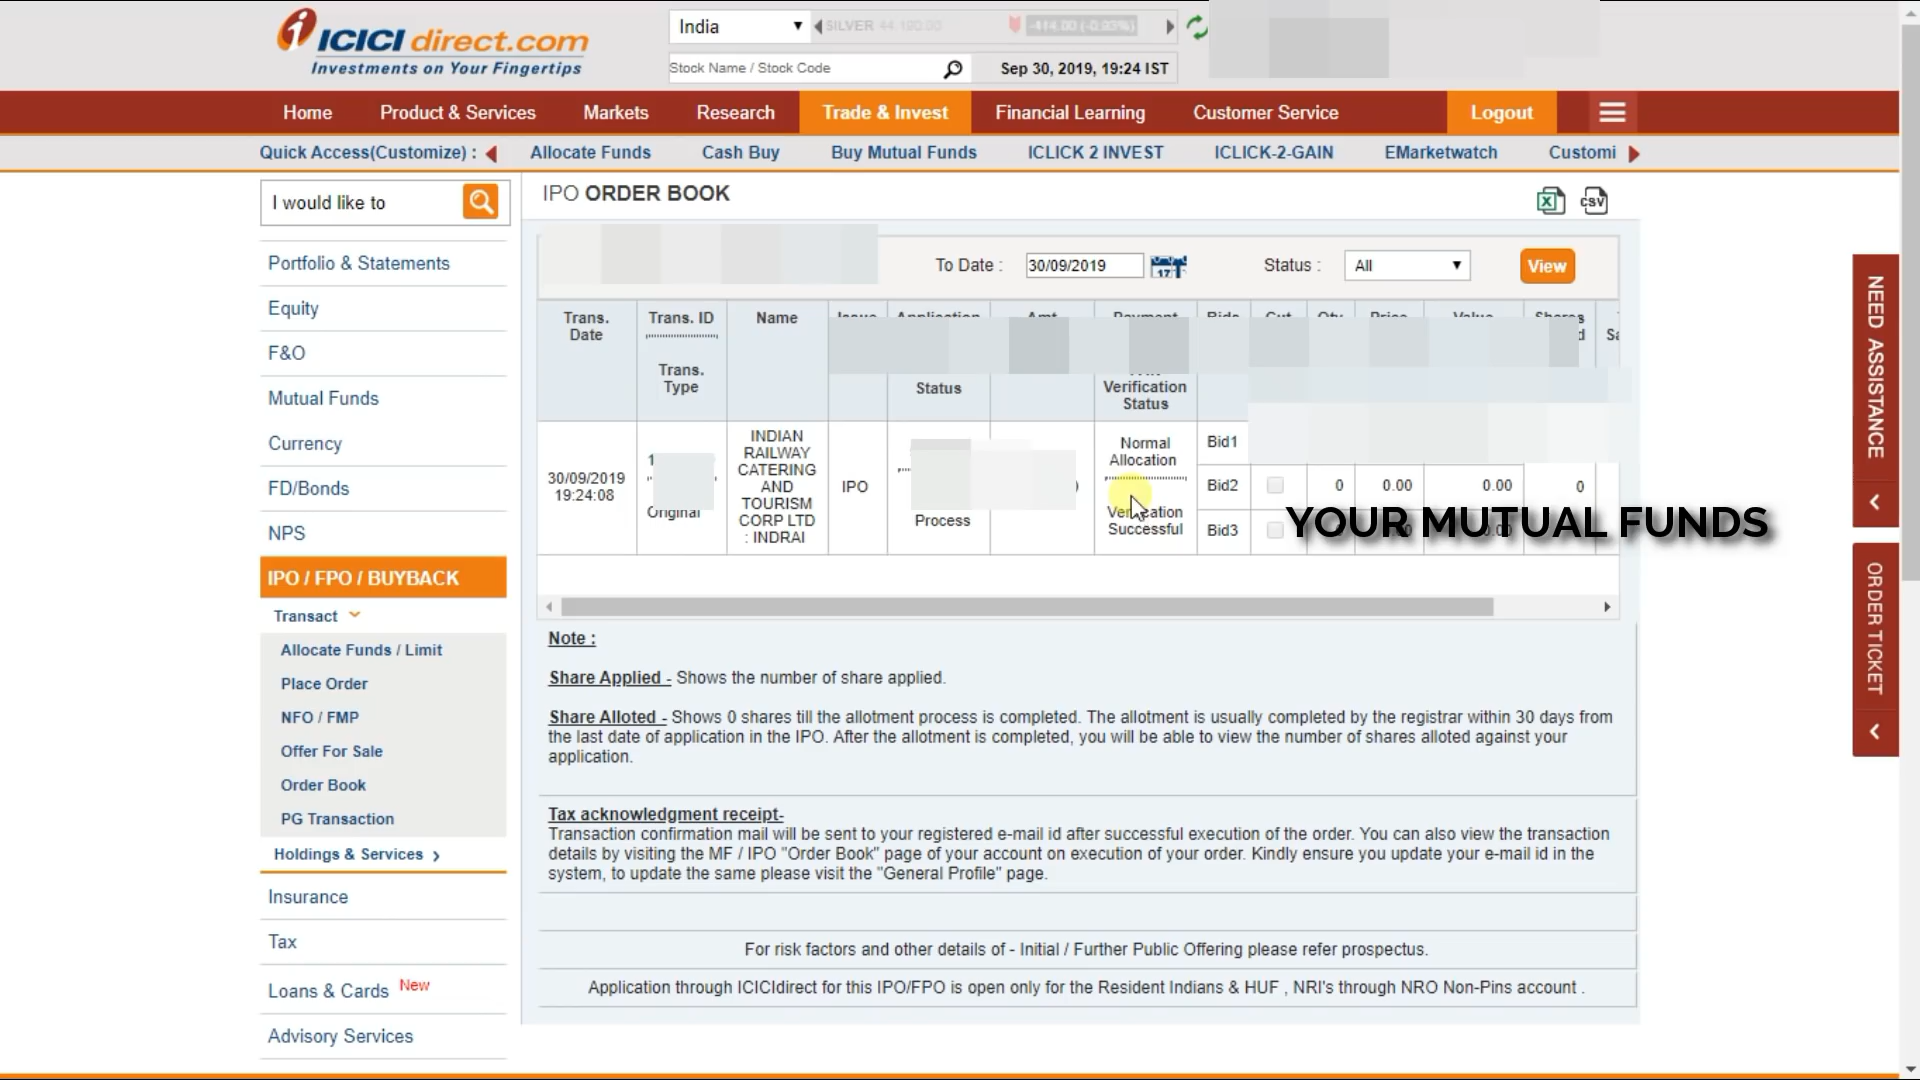 ICICI direct.com
Investments on Your Fingertips
India
SILVER 44,190.00
-414.00 (-0.93%)
Stock Name / Stock Code
Sep 30, 2019, 19:24 IST
Home
Product & Services
Markets
Research
Trade & Invest
Financial Learning
Customer Service
Logout
Quick Access(Customize) :
Allocate Funds
Cash Buy
Buy Mutual Funds
ICLICK 2 INVEST
ICLICK-2-GAIN
EMarketwatch
Customi
I would like to
Portfolio & Statements
Equity
F&O
Mutual Funds
Currency
FD/Bonds
NPS
IPO / FPO / BUYBACK
Transact
Allocate Funds / Limit
Place Order
NFO / FMP
Offer For Sale
Order Book
PG Transaction
Holdings & Services
Insurance
Tax
Loans & Cards New
Advisory Services
IPO ORDER BOOK
CSV
To Date : 30/09/2019
17
Status : All
View
Trans. Date
Trans. ID
Trans. Type
Name
Status
Verification Status
30/09/2019
19:24:08
Original
INDIAN
RAILWAY
CATERING
AND
TOURISM
CORP LTD
: INDRAI
IPO
Process
Normal
Allocation
Verification
Successful
Bid1
Bid2 0 0.00 0.00 0
Bid3
YOUR MUTUAL FUNDS
Note :
Share Applied - Shows the number of share applied.
Share Alloted - Shows 0 shares till the allotment process is completed. The allotment is usually completed by the registrar within 30 days from
the last date of application in the IPO. After the allotment is completed, you will be able to view the number of shares alloted against your
application.
Tax acknowledgment receipt-
Transaction confirmation mail will be sent to your registered e-mail id after successful execution of the order. You can also view the transaction
details by visiting the MF / IPO "Order Book" page of your account on execution of your order. Kindly ensure you update your e-mail id in the
system, to update the same please visit the "General Profile" page.
For risk factors and other details of - Initial / Further Public Offering please refer prospectus.
Application through ICICIdirect for this IPO/FPO is open only for the Resident Indians & HUF , NRI's through NRO Non-Pins account .
NEED ASSISTANCE
ORDER TICKET